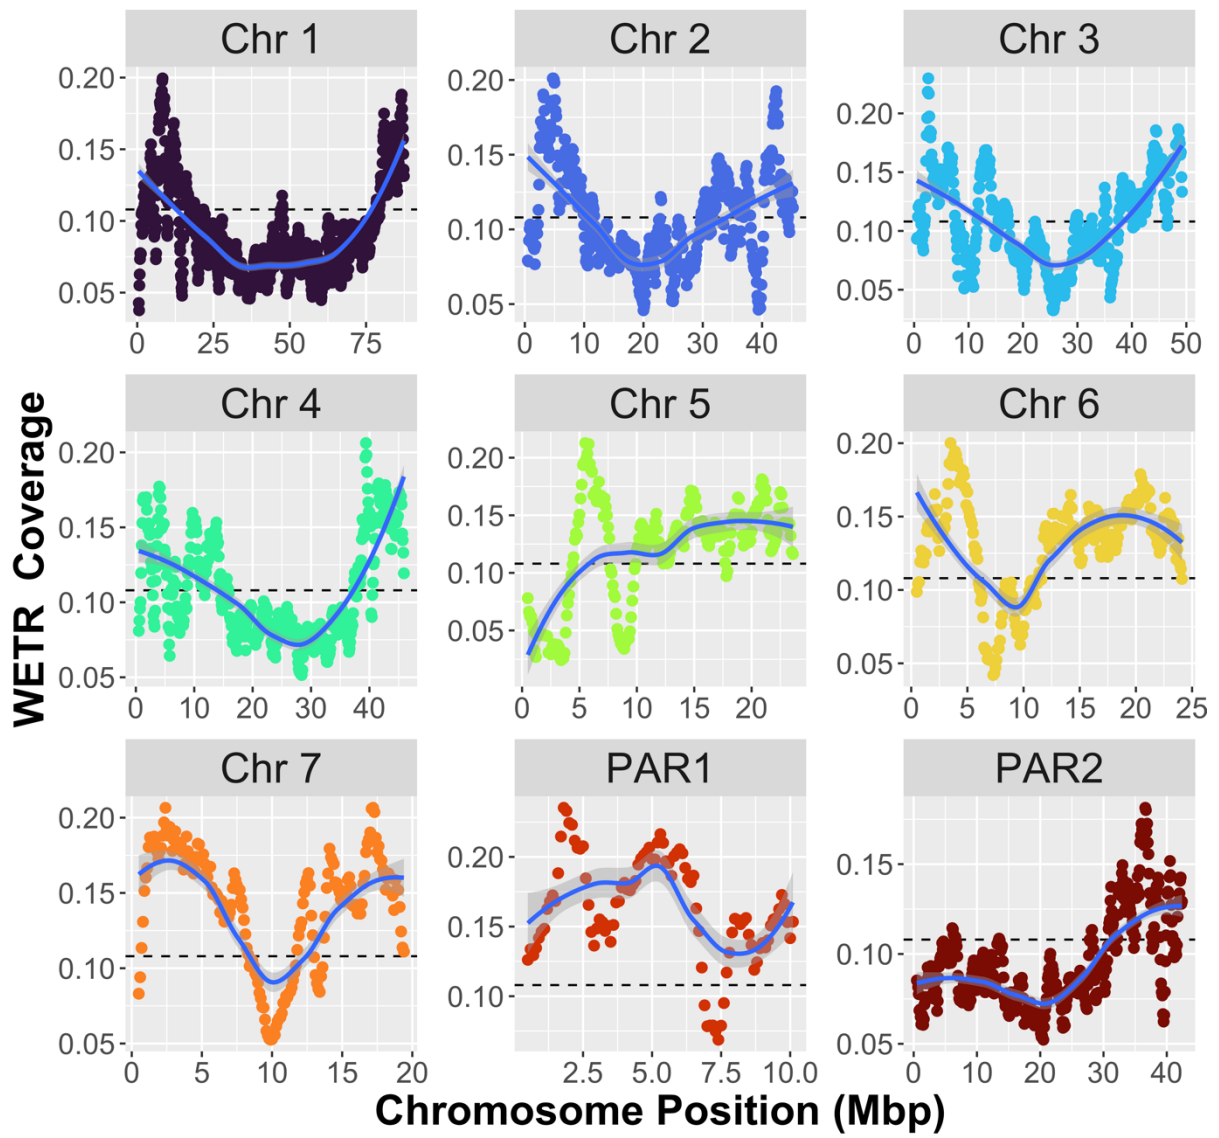 Chr 1 Chr 2 Chr 3
0.20 0.15 0.10 0.05
0 25 50 75
0.20 0.15 0.10 0.05
0 10 20 30 40
0.20 0.15 0.10 0.05
0 10 20 30 40 50
Chr 4 Chr 5 Chr 6
0.20 0.15 0.10 0.05
0 10 20 30 40
0.20 0.15 0.10 0.05
0 5 10 15 20
0.20 0.15 0.10 0.05
0 5 10 15 20 25
Chr 7 PAR1 PAR2
0.20 0.15 0.10 0.05
0 5 10 15 20
0.20 0.15 0.10
2.5 5.0 7.5 10.0
0.15 0.10 0.05
0 10 20 30 40
WETR Coverage
Chromosome Position (Mbp)